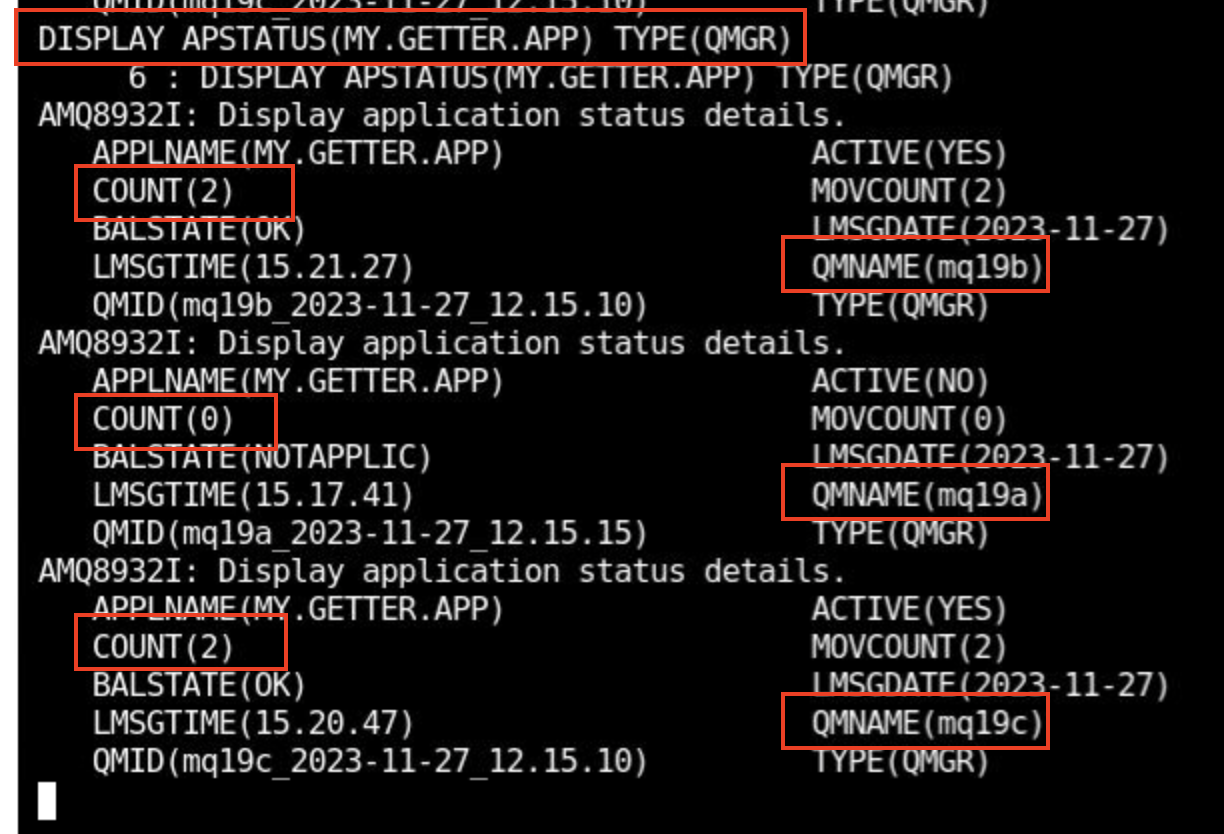 QMID(mq19c_2023-11-27_12.15.10) TYPE(QMGR)
DISPLAY APSTATUS(MY.GETTER.APP) TYPE(QMGR)
6 : DISPLAY APSTATUS(MY.GETTER.APP) TYPE(QMGR)
AMQ8932I: Display application status details.
APPLNAME(MY.GETTER.APP) ACTIVE(YES)
COUNT(2) MOVCOUNT(2)
BALSTATE(OK) LMSGDATE(2023-11-27)
LMSGTIME(15.21.27) QMNAME(mq19b)
QMID(mq19b_2023-11-27_12.15.10) TYPE(QMGR)
AMQ8932I: Display application status details.
APPLNAME(MY.GETTER.APP) ACTIVE(NO)
COUNT(0) MOVCOUNT(0)
BALSTATE(NOTAPPLIC) LMSGDATE(2023-11-27)
LMSGTIME(15.17.41) QMNAME(mq19a)
QMID(mq19a_2023-11-27_12.15.15) TYPE(QMGR)
AMQ8932I: Display application status details.
APPLNAME(MY.GETTER.APP) ACTIVE(YES)
COUNT(2) MOVCOUNT(2)
BALSTATE(OK) LMSGDATE(2023-11-27)
LMSGTIME(15.20.47) QMNAME(mq19c)
QMID(mq19c_2023-11-27_12.15.10) TYPE(QMGR)